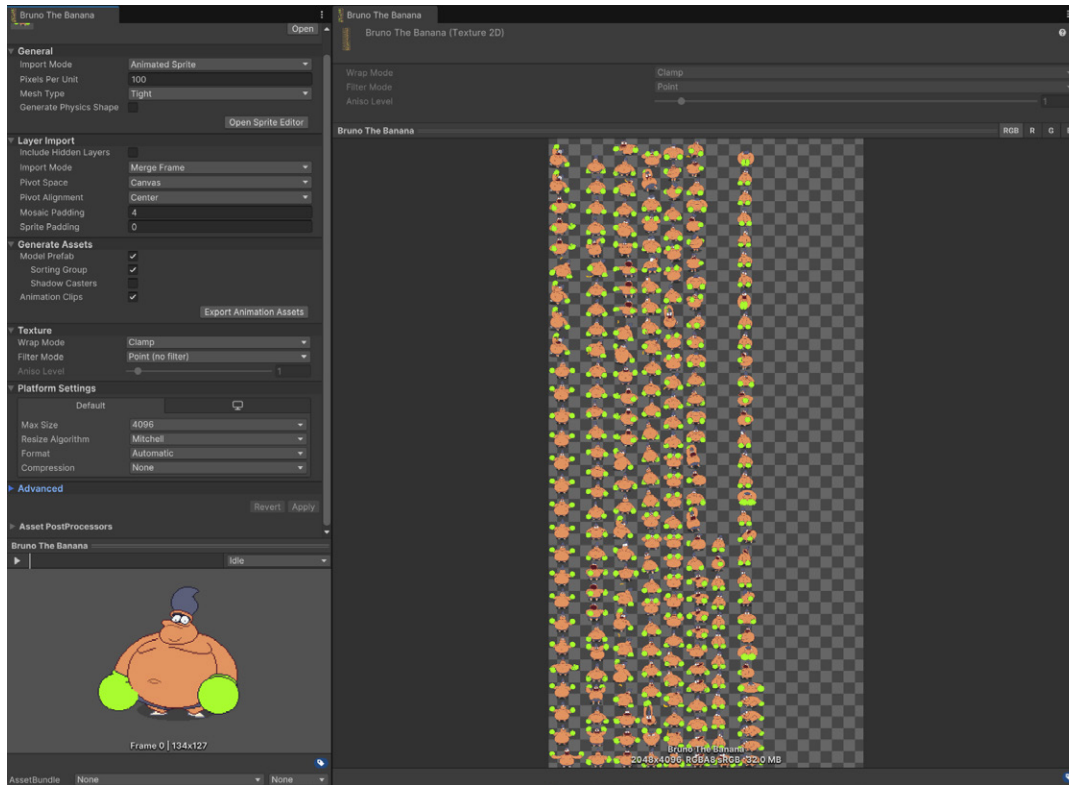 Bruno The Banana
Open
General
Import Mode Animated Sprite
Pixels Per Unit 100
Mesh Type Tight
Generate Physics Shape
Open Sprite Editor
Layer Import
Include Hidden Layers
Import Mode Merge Frame
Pivot Space Canvas
Pivot Alignment Center
Mosaic Padding 4
Sprite Padding 0
Generate Assets
Model Prefab
Sorting Group
Shadow Casters
Animation Clips
Export Animation Assets
Texture
Wrap Mode Clamp
Filter Mode Point (no filter)
Aniso Level 1
Platform Settings
Default
Max Size 4096
Resize Algorithm Mitchell
Format Automatic
Compression None
Advanced
Revert Apply
Asset PostProcessors
Bruno The Banana
Idle
Frame 0 | 134x127
AssetBundle None None
Bruno The Banana
Bruno The Banana (Texture 2D)
Wrap Mode Clamp
Filter Mode Point
Aniso Level 1
Bruno The Banana RGB R G
Bruno The Banana
2048x4096 RGBA8 sRGB 32.0 MB